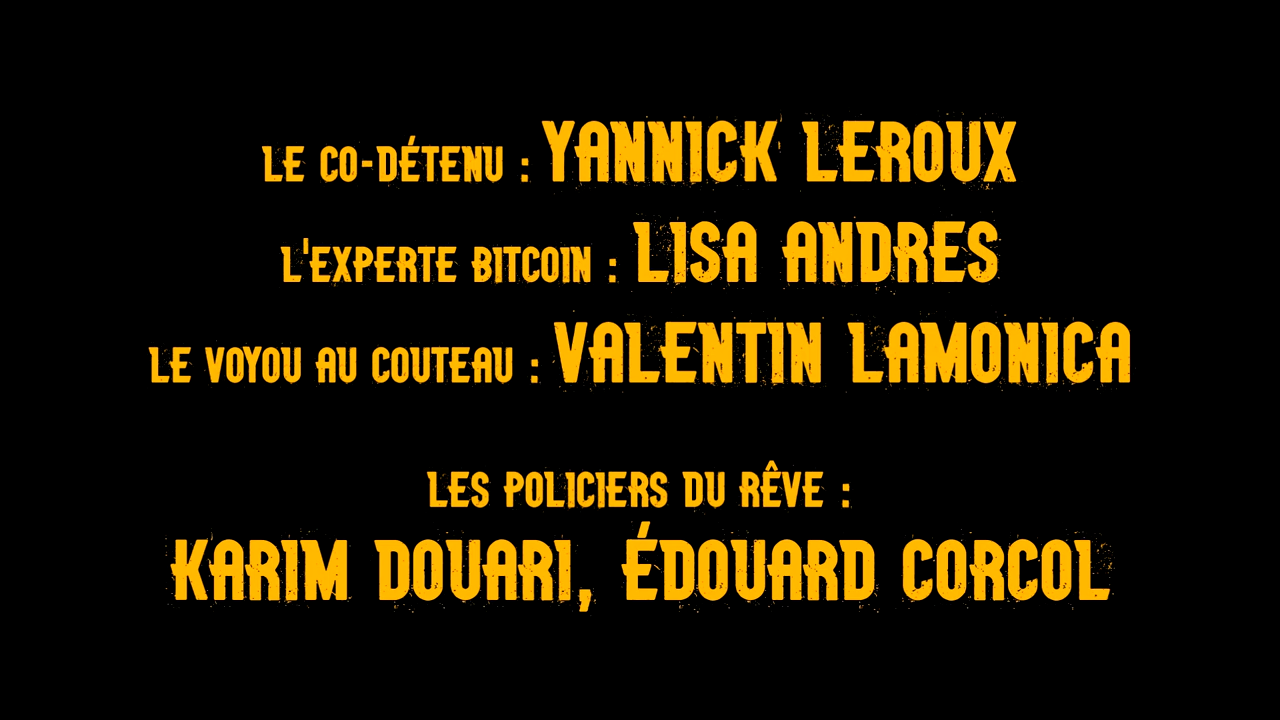 LE CO-DÉTENU : YANNICK LEROUX
L'EXPERTE BITCOIN : LISA ANDRES
LE VOYOU AU COUTEAU : VALENTIN LAMONICA
LES POLICIERS DU RÊVE :
KARIM DOUARI, ÉDOUARD CORCOL